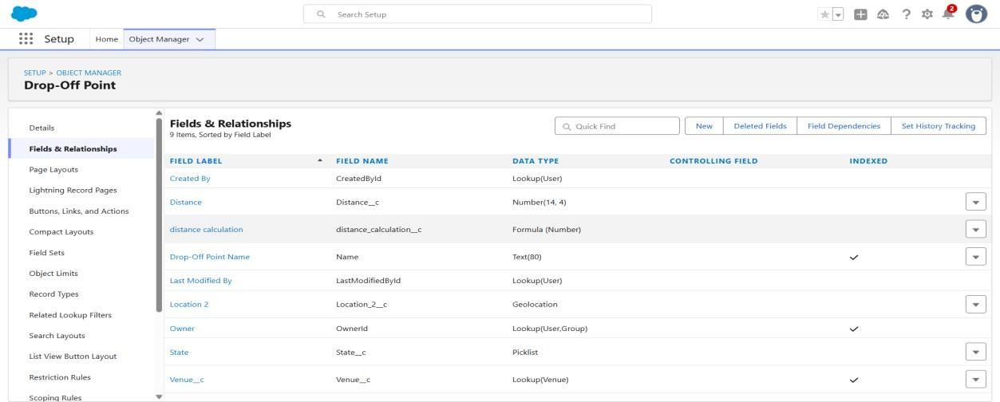 Search Setup
2
Setup Home Object Manager
SETUP > OBJECT MANAGER
Drop-Off Point
Details
Fields & Relationships
Page Layouts
Lightning Record Pages
Buttons, Links, and Actions
Compact Layouts
Field Sets
Object Limits
Record Types
Related Lookup Filters
Search Layouts
List View Button Layout
Restriction Rules
Scoping Rules
Fields & Relationships
9 Items, Sorted by Field Label
Quick Find New Deleted Fields Field Dependencies Set History Tracking
FIELD LABEL FIELD NAME DATA TYPE CONTROLLING FIELD INDEXED
Created By CreatedById Lookup(User)
Distance Distance__c Number(14, 4)
distance calculation distance_calculation__c Formula (Number)
Drop-Off Point Name Name Text(80)
Last Modified By LastModifiedById Lookup(User)
Location 2 Location_2__c Geolocation
Owner OwnerId Lookup(User,Group)
State State__c Picklist
Venue__c Venue__c Lookup(Venue)